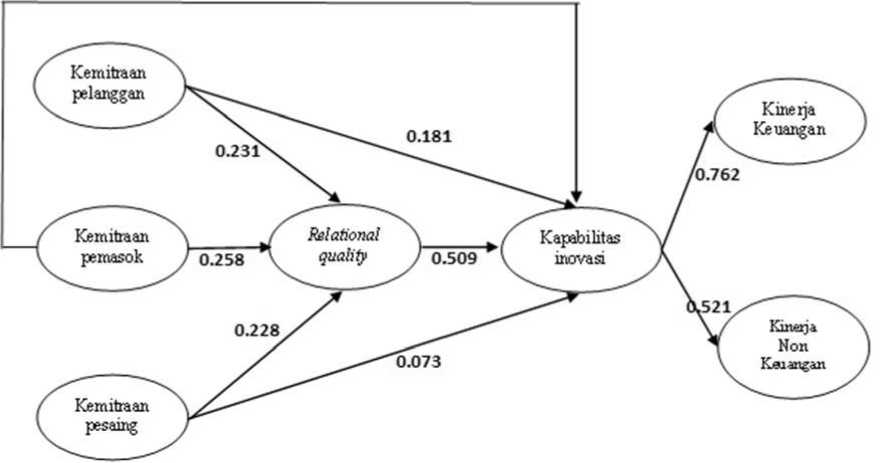 Kemitraan
pelanggan
0.231
0.181
Kinerja
Keuangan
0.762
Kemitraan
pemasok
0.258
Relational
quality
0.509
Kapabilitas
inovasi
0.521
0.228
0.073
Kinerja
Non
Keuangan
Kemitraan
pesaing